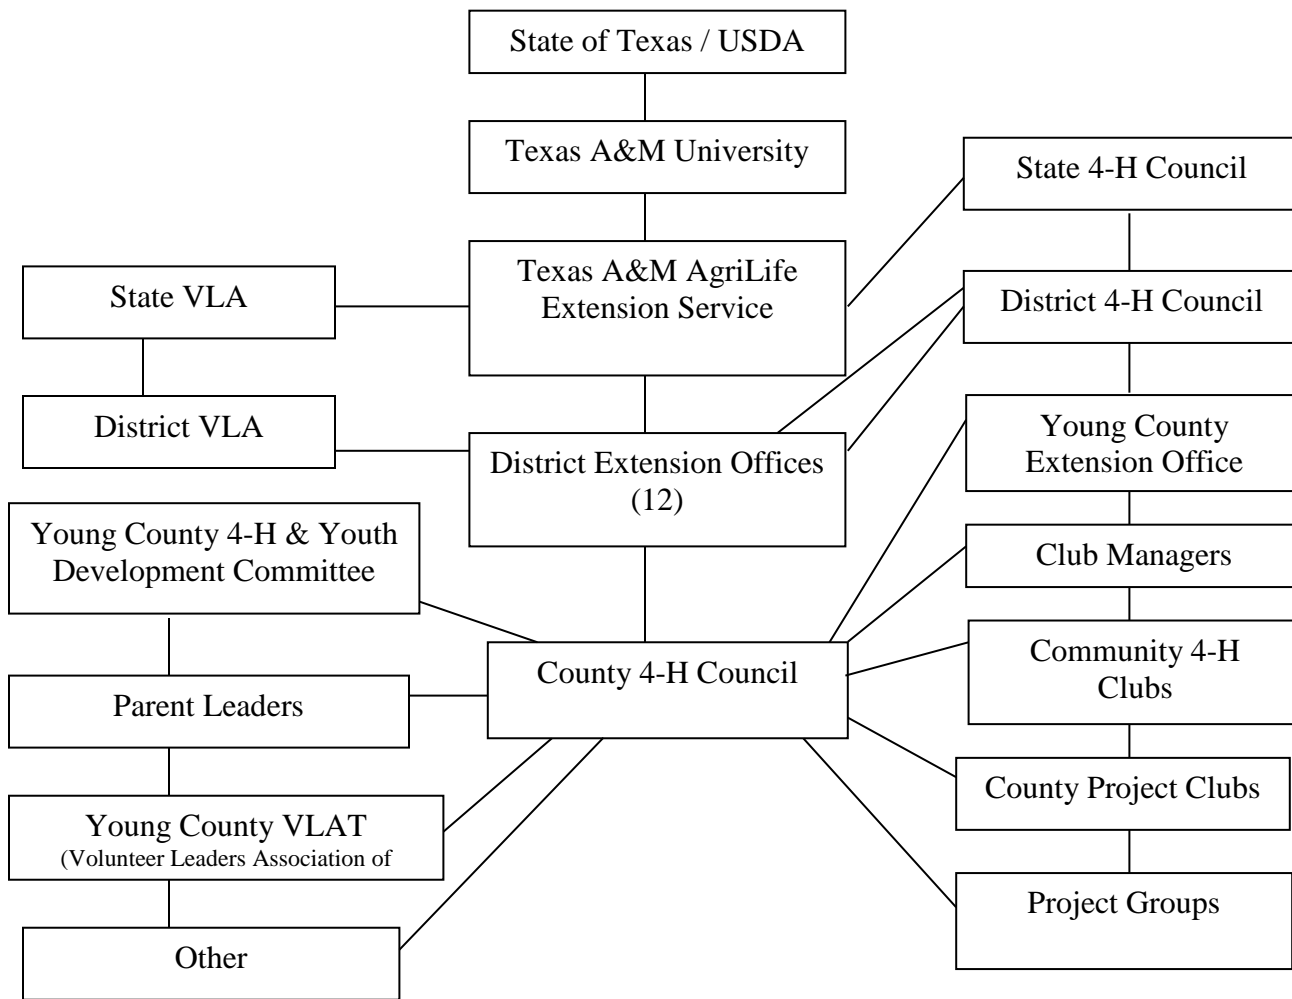 State of Texas / USDA
Texas A&M University
State 4-H Council
Texas A&M AgriLife
Extension Service
State VLA
District 4-H Council
District VLA
District Extension Offices
(12)
Young County
Extension Office
Young County 4-H & Youth
Development Committee
Club Managers
County 4-H Council
Community 4-H
Clubs
Parent Leaders
County Project Clubs
Young County VLAT
(Volunteer Leaders Association of
Project Groups
Other